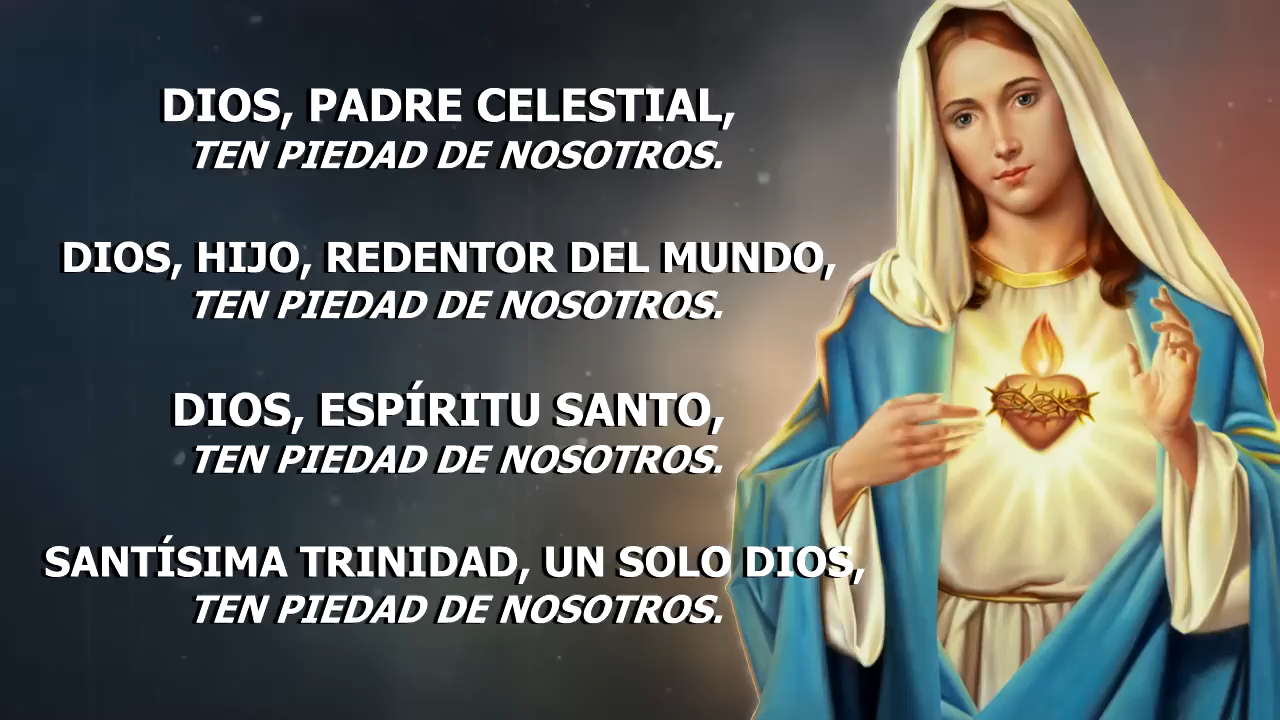 DIOS, PADRE CELESTIAL,
TEN PIEDAD DE NOSOTROS.
DIOS, HIJO, REDENTOR DEL MUNDO,
TEN PIEDAD DE NOSOTROS.
DIOS, ESPÍRITU SANTO,
TEN PIEDAD DE NOSOTROS.
SANTÍSIMA TRINIDAD, UN SOLO DIOS,
TEN PIEDAD DE NOSOTROS.